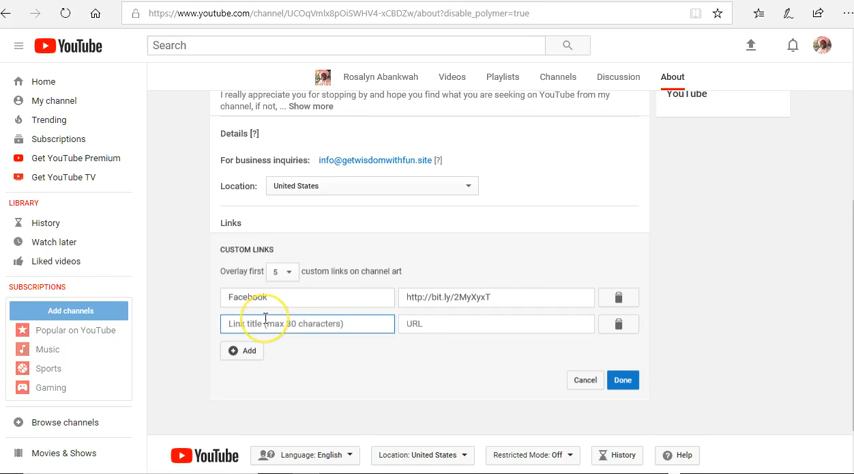 https://www.youtube.com/channel/UCOqVmlx8pOiSWHV4-xCBDZw/about?disable_polymer=true
YouTube
Search
Home
My channel
Trending
Subscriptions
Get YouTube Premium
Get YouTube TV
LIBRARY
History
Watch later
Liked videos
SUBSCRIPTIONS
Add channels
Popular on YouTube
Music
Sports
Gaming
Browse channels
Movies & Shows
Rosalyn Abankwah Videos Playlists Channels Discussion About
I really appreciate you for stopping by and hope you find what you are seeking on YouTube from my
channel, if not, ... Show more
YouTube
Details [?]
For business inquiries: info@getwisdomwithfun.site [?]
Location: United States
Links
CUSTOM LINKS
Overlay first 5 custom links on channel art
Facebook http://bit.ly/2MyXyxT
Link title (max 30 characters) URL
Add
Cancel Done
YouTube Language: English Location: United States Restricted Mode: Off History Help